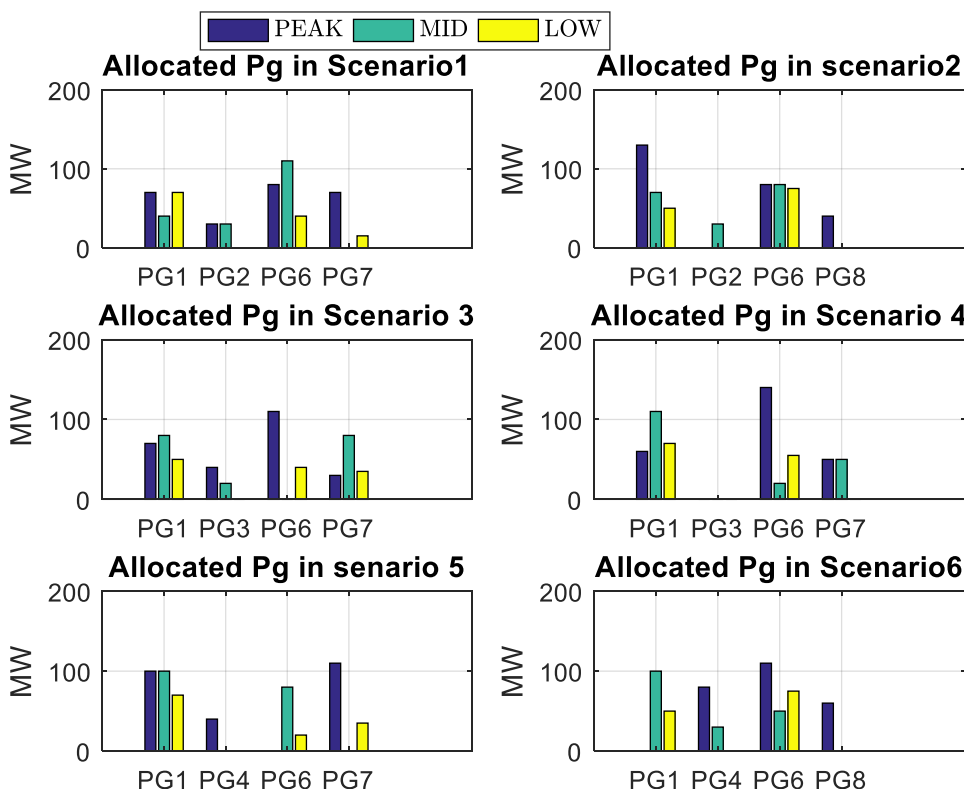 PEAK MID LOW
Allocated Pg in Scenario1
200
100
0
MW
PG1 PG2 PG6 PG7
Allocated Pg in scenario2
200
100
0
MW
PG1 PG2 PG6 PG8
Allocated Pg in Scenario 3
200
100
0
MW
PG1 PG3 PG6 PG7
Allocated Pg in Scenario 4
200
100
0
MW
PG1 PG3 PG6 PG7
Allocated Pg in senario 5
200
100
0
MW
PG1 PG4 PG6 PG7
Allocated Pg in Scenario6
200
100
0
MW
PG1 PG4 PG6 PG8